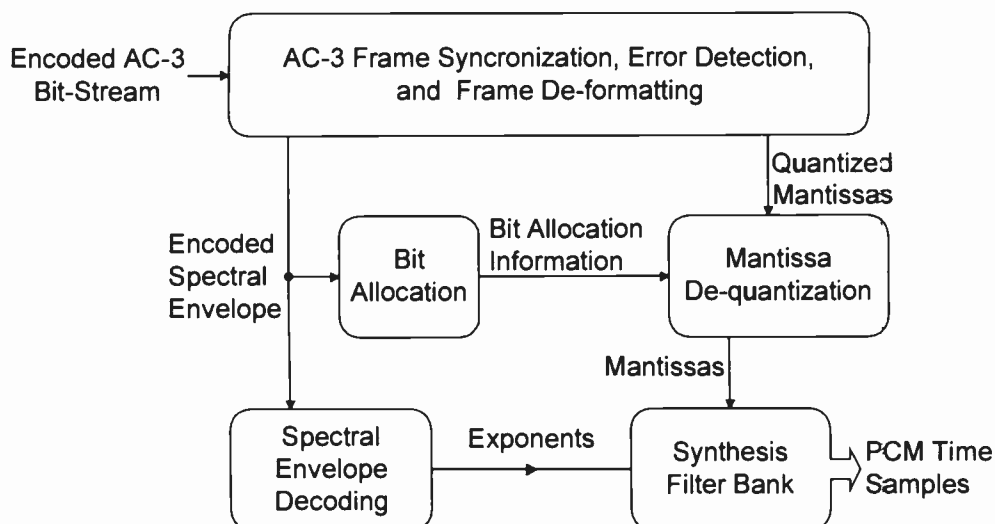 Encoded AC-3
Bit-Stream
AC-3 Frame Syncronization, Error Detection,
and Frame De-formatting
Quantized
Mantissas
Encoded
Spectral
Envelope
Bit
Allocation
Bit Allocation
Information
Mantissa
De-quantization
Mantissas
Spectral
Envelope
Decoding
Exponents
Synthesis
Filter Bank
PCM Time
Samples